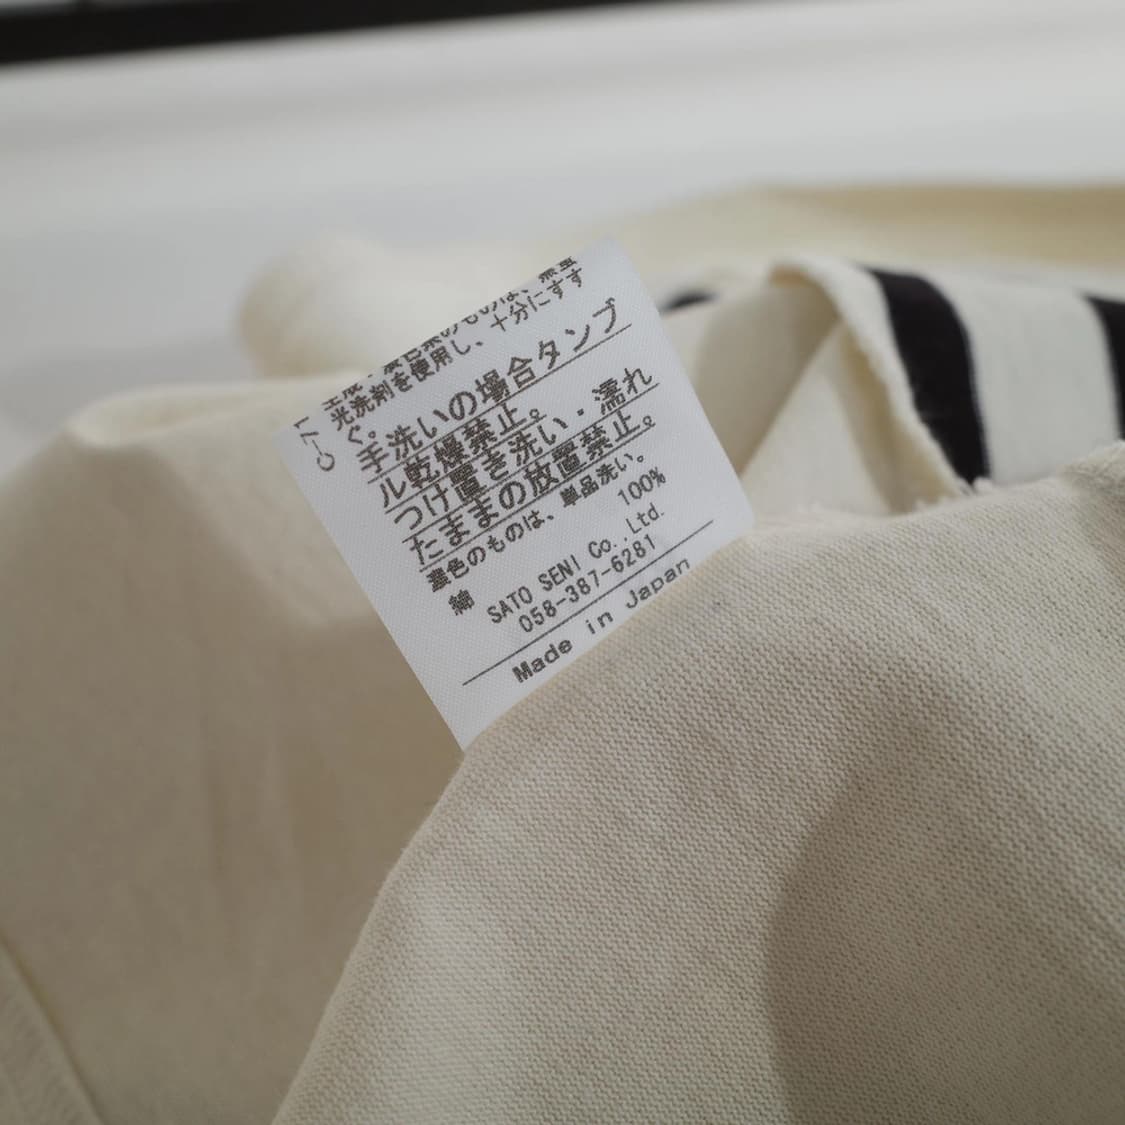 光洗剤を使用し、十分にすす
ぐ。
手洗いの場合タンブ
ル乾燥禁止。
つけ置き洗い・濡れ
たままの放置禁止。
濃色のものは、単品洗い。
綿 100%
SATO SENI Co.,Ltd.
058-387-6281
Made in Japan